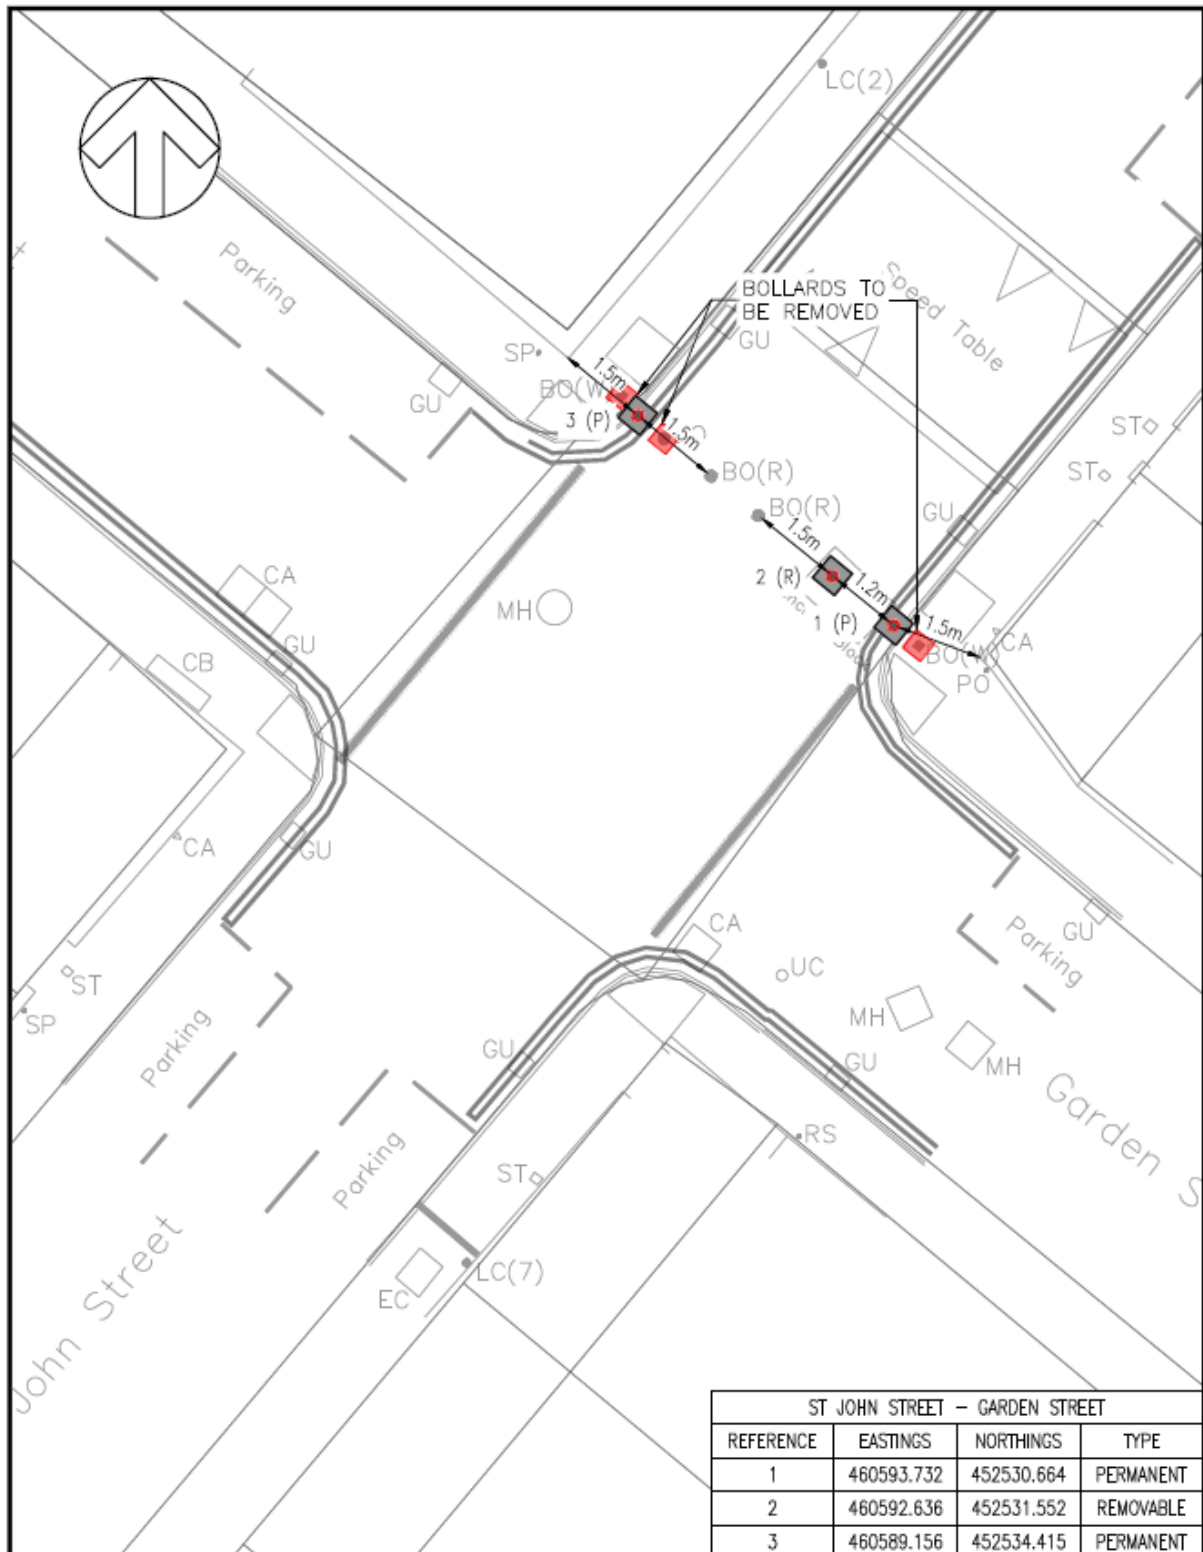 LC(2)
Parking
Speed Table
BOLLARDS TO
BE REMOVED
GU
SP
1.5m
BO(W
GU
3 (P)
1.5m
BO(R)
ST
ST
BO(R)
GU
1.5m
2 (R)
1.2m
CA
MH
1 (P)
1.5m
CA
BO(W)
GU
CB
PO
CA
GU
CA
GU
Parking
UC
ST
SP
MH
Parking
GU
MH
GU
Garden S
Parking
RS
ST
John Street
LC(7)
EC
ST JOHN STREET – GARDEN STREET
REFERENCE EASTINGS NORTHINGS TYPE
1 460593.732 452530.664 PERMANENT
2 460592.636 452531.552 REMOVABLE
3 460589.156 452534.415 PERMANENT